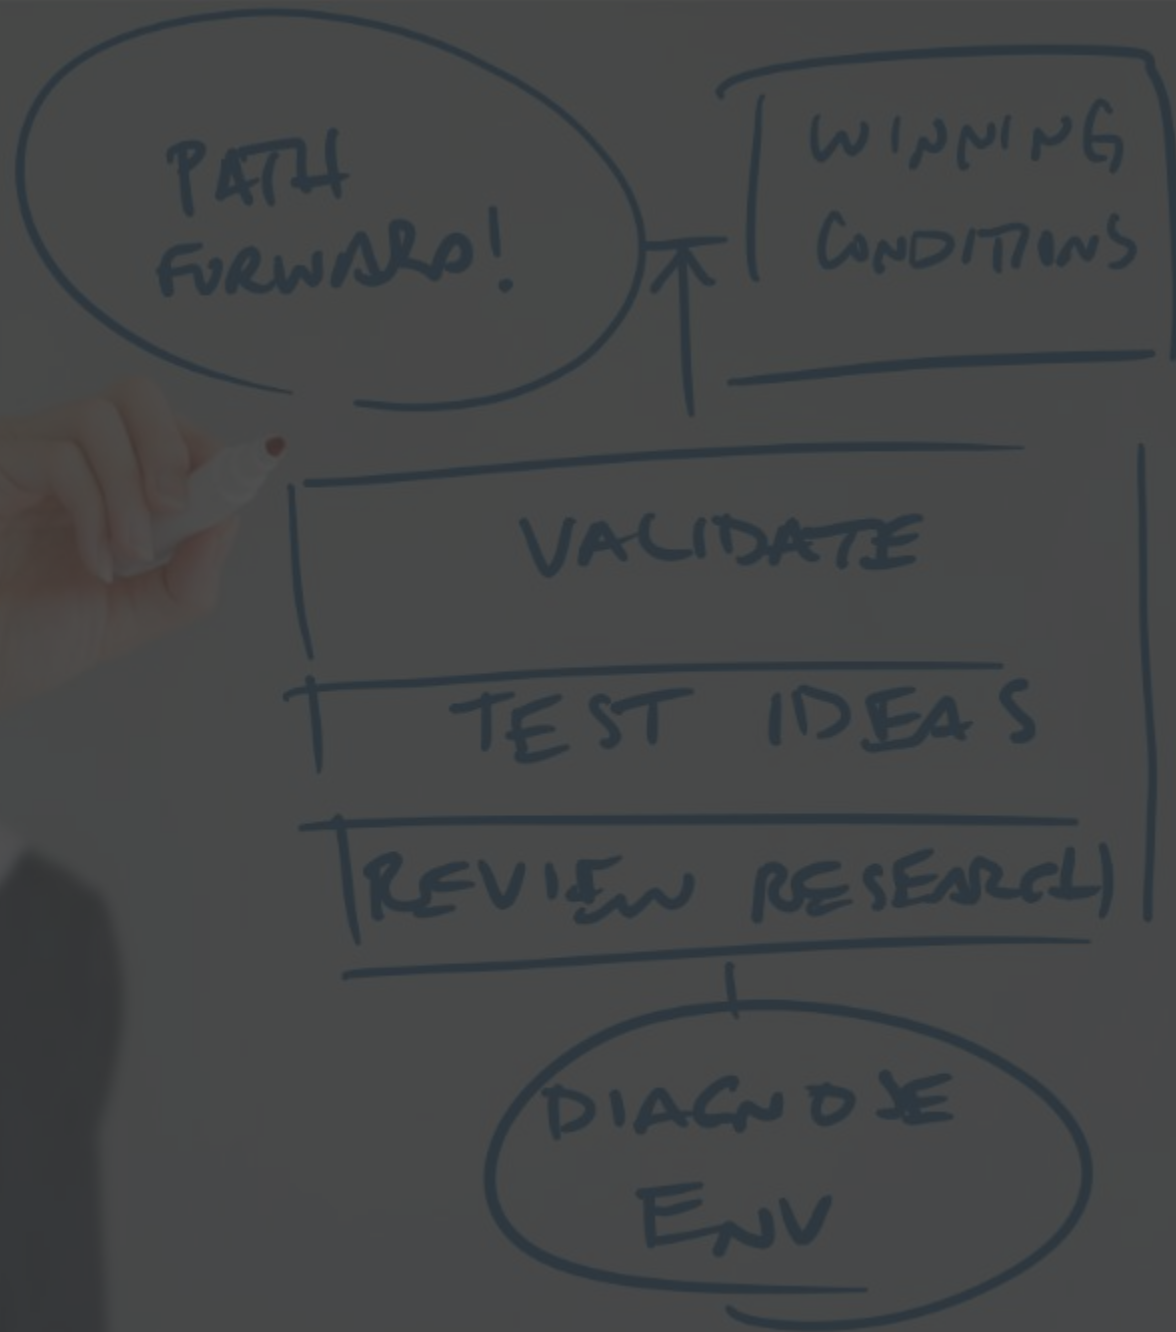 PATH
FORWARD!
WINNING
CONDITIONS
VALIDATE
TEST IDEAS
REVIEW RESEARCH
DIAGNOSE
ENV